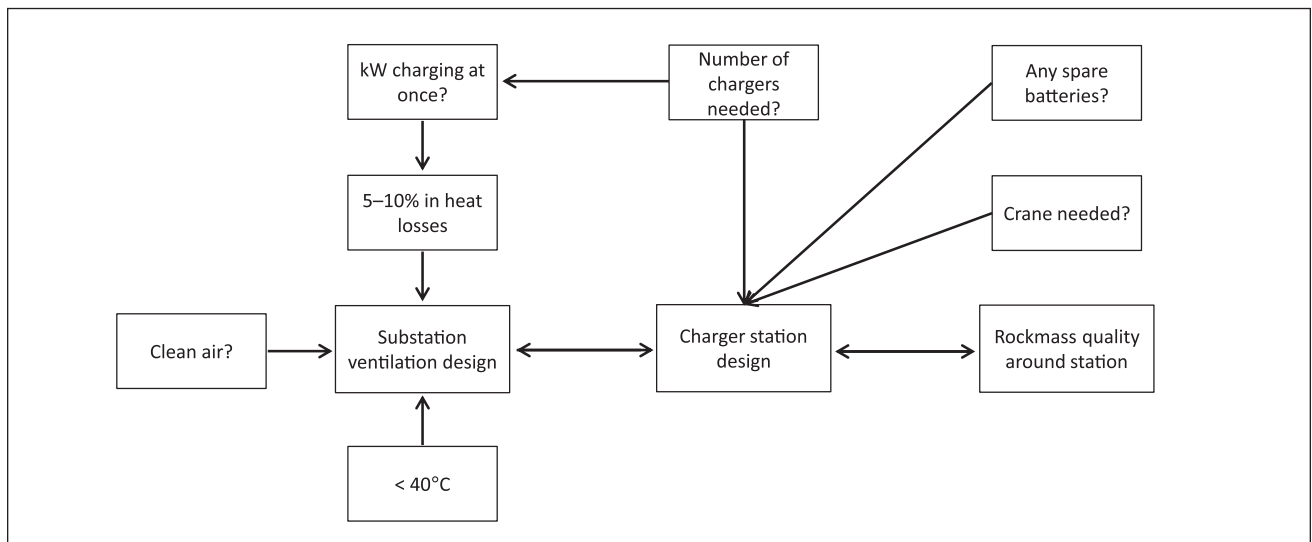 kW charging at
once?
Number of
chargers
needed?
Any spare
batteries?
5–10% in heat
losses
Crane needed?
Clean air?
Substation
ventilation design
Charger station
design
Rockmass quality
around station
< 40°C